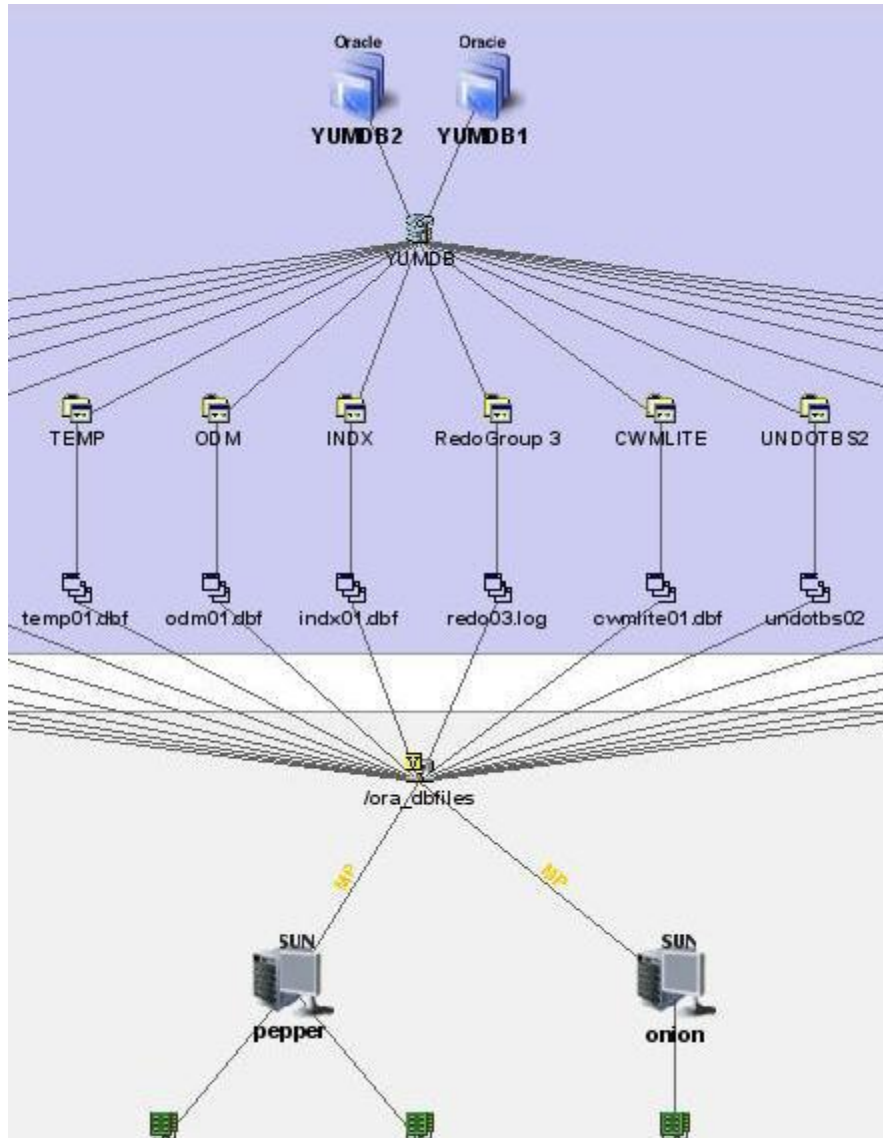 Oracle Oracle
YUMDB2 YUMDB1
YUMDB
TEMP ODM INDX RedoGroup 3 CWMLITE UNDOTBS2
temp01.dbf odm01.dbf indx01.dbf redo03.log cwmlite01.dbf undotbs02
/ora_dbfiles
MP MP
SUN SUN
pepper onion